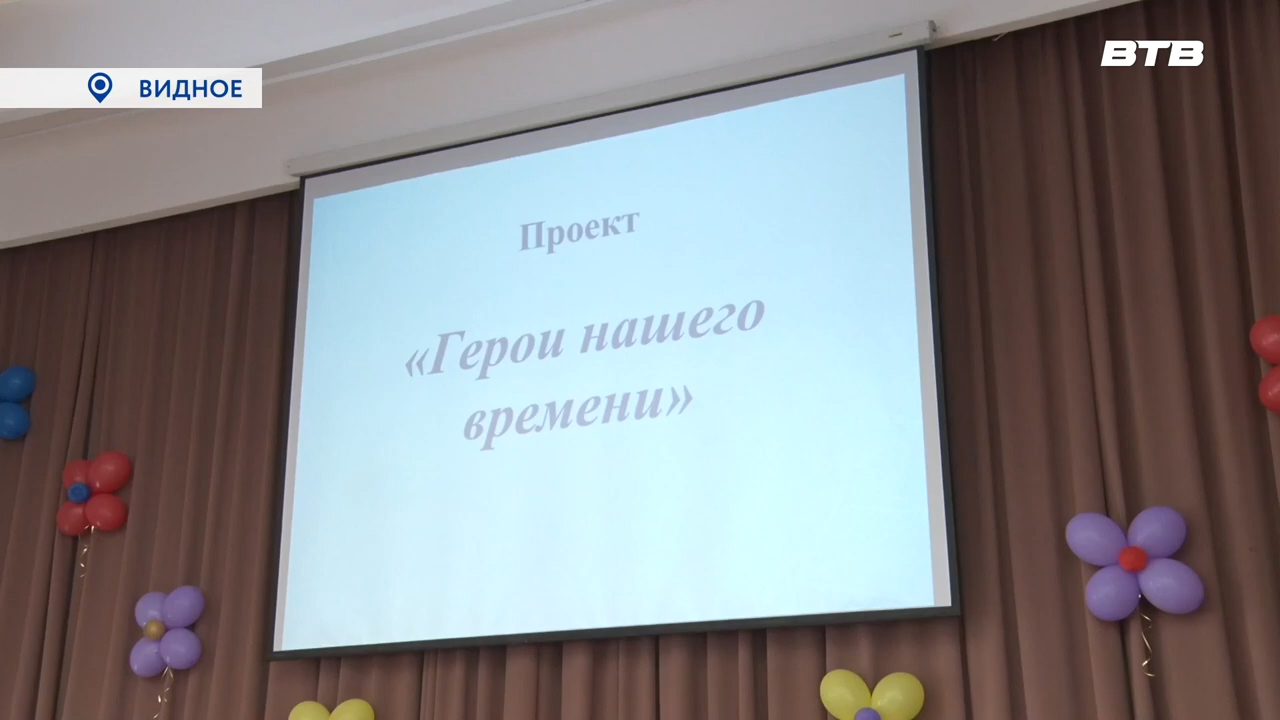 ВИДНОЕ
ВТВ
Проект
«Герои нашего
времени»